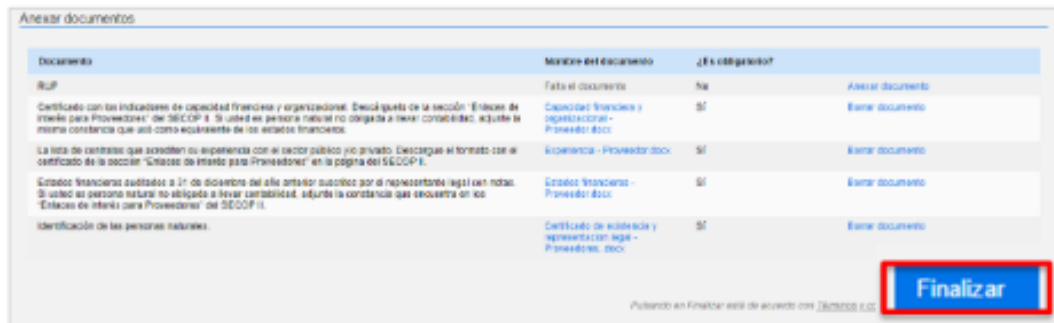 Anexar documentos
Documento Nombre del documento ¿Es obligatorio?
RUP Falta el documento No Anexar documento
Certificado con los indicadores de capacidad financiera y organizacional. Descárguelo de la sección "Enlaces de Capacidad financiera y SÍ Borrar documento
interés para Proveedores" del SECOP II. Si usted es persona natural no obligada a llevar contabilidad, adjunte la organizacional -
misma constancia que usó como equivalente de los estados financieros. Proveedor.docx
La lista de contratos que acrediten su experiencia con el sector público y/o privado. Descargue el formato con el Experiencia - Proveedor.docx SÍ Borrar documento
certificado de la sección "Enlaces de interés para Proveedores" en la página del SECOP II.
Estados financieros auditados a 31 de diciembre del año anterior suscritos por el representante legal con notas. Estados financieros - SÍ Borrar documento
Si usted es persona natural no obligada a llevar contabilidad, adjunte la constancia que encuentra en los Proveedor.docx
"Enlaces de interés para Proveedores" del SECOP II.
Identificación de las personas naturales. Certificado de existencia y SÍ Borrar documento
representacion legal -
Proveedores. docx
Finalizar
Pulsando en Finalizar está de acuerdo con Términos y co